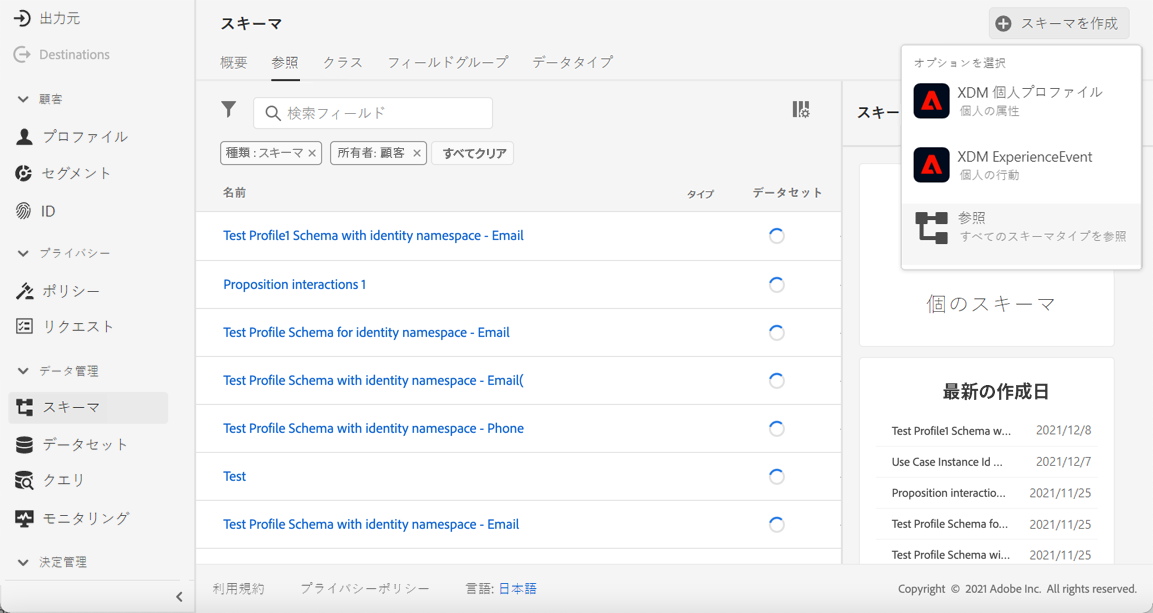 出力元
Destinations
顧客
プロファイル
セグメント
ID
プライバシー
ポリシー
リクエスト
データ管理
スキーマ
データセット
クエリ
モニタリング
決定管理
スキーマ
スキーマを作成
概要 参照 クラス フィールドグループ データタイプ
オプションを選択
XDM 個人プロファイル
個人の属性
XDM ExperienceEvent
個人の行動
参照
すべてのスキーマタイプを参照
検索フィールド
種類 : スキーマ × 所有者: 顧客 × すべてクリア
名前 タイプ データセット
Test Profile1 Schema with identity namespace - Email
Proposition interactions 1
Test Profile Schema for identity namespace - Email
Test Profile Schema with identity namespace - Email(
Test Profile Schema with identity namespace - Phone
Test
Test Profile Schema with identity namespace - Email
スキー
個のスキーマ
最新の作成日
Test Profile1 Schema w... 2021/12/8
Use Case Instance Id ... 2021/12/7
Proposition interactio... 2021/11/25
Test Profile Schema fo... 2021/11/25
Test Profile Schema wi... 2021/11/25
利用規約 プライバシーポリシー 言語: 日本語
Copyright © 2021 Adobe Inc. All rights reserved.